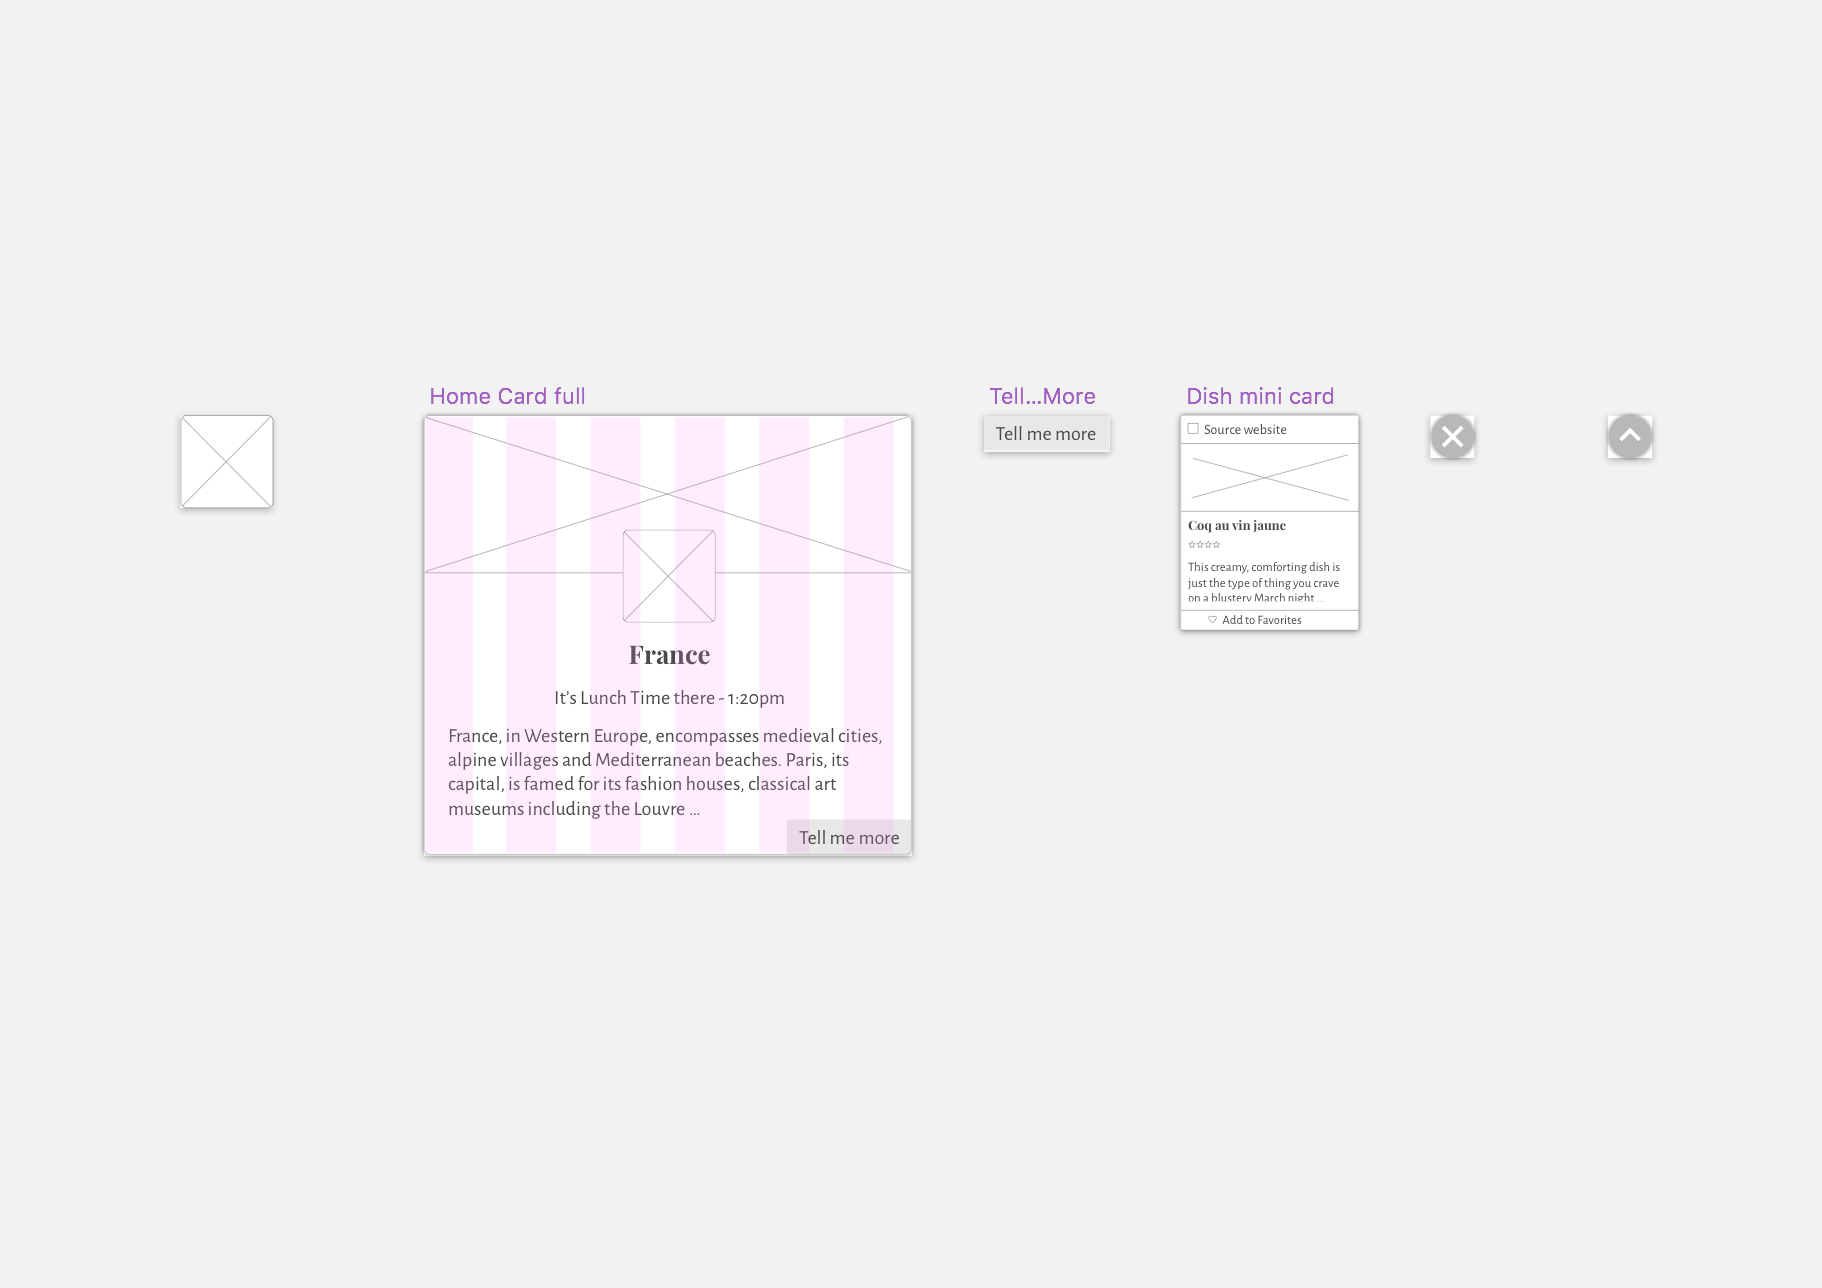 Home Card full
France
It’s Lunch Time there - 1:20pm
France, in Western Europe, encompasses medieval cities,
alpine villages and Mediterranean beaches. Paris, its
capital, is famed for its fashion houses, classical art
museums including the Louvre ...
Tell me more
Tell...More
Tell me more
Dish mini card
Source website
Coq au vin jaune
☆☆☆☆
This creamy, comforting dish is
just the type of thing you crave
on a blustery March night ...
♡ Add to Favorites